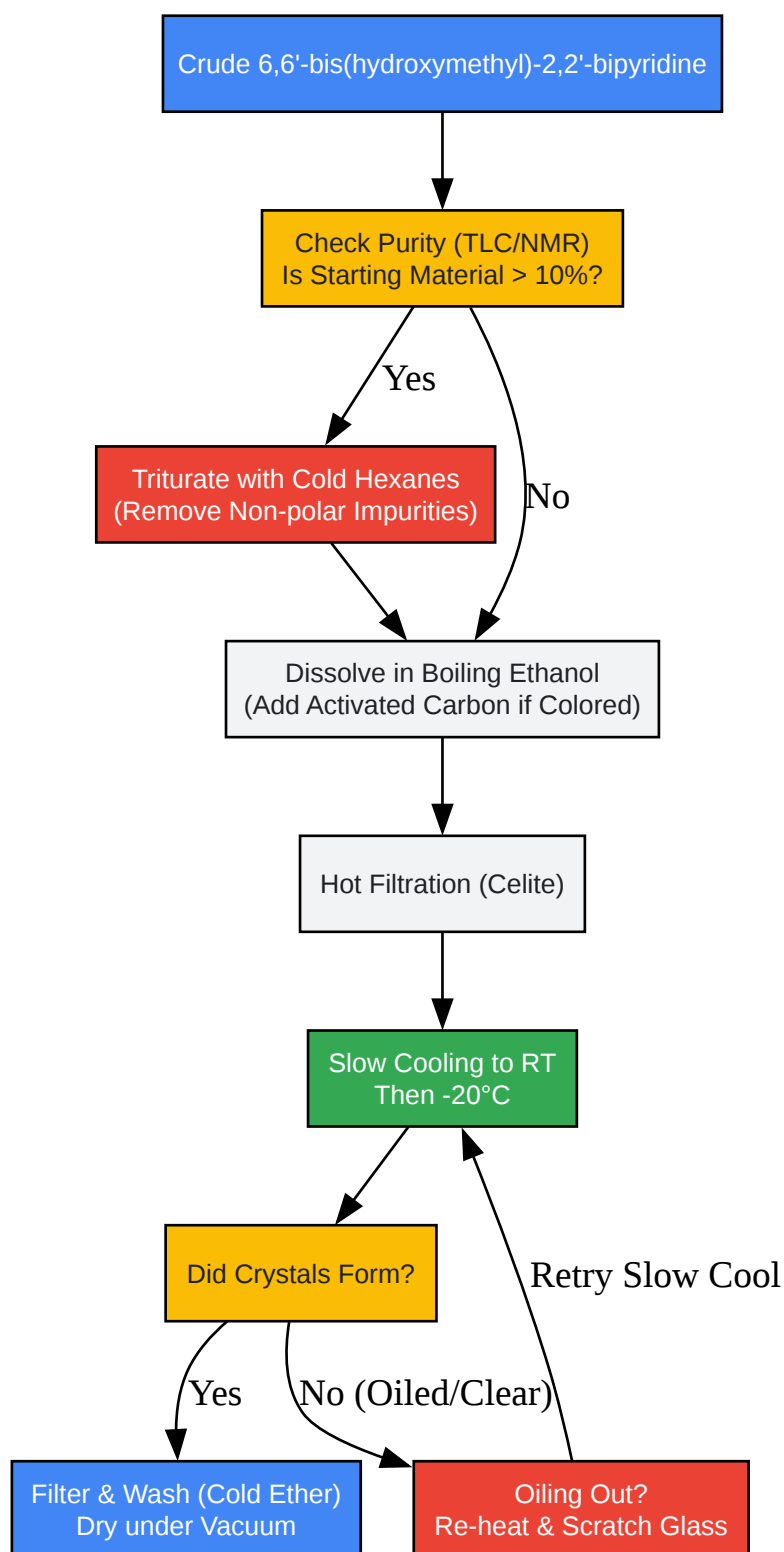 Crude 6,6'-bis(hydroxymethyl)-2,2'-bipyridine
Check Purity (TLC/NMR)
Is Starting Material > 10%?
Yes
Triturate with Cold Hexanes
(Remove Non-polar Impurities)
No
Dissolve in Boiling Ethanol
(Add Activated Carbon if Colored)
Hot Filtration (Celite)
Slow Cooling to RT
Then -20°C
Did Crystals Form?
Retry Slow Cool
Yes
No (Oiled/Clear)
Filter & Wash (Cold Ether)
Dry under Vacuum
Oiling Out?
Re-heat & Scratch Glass